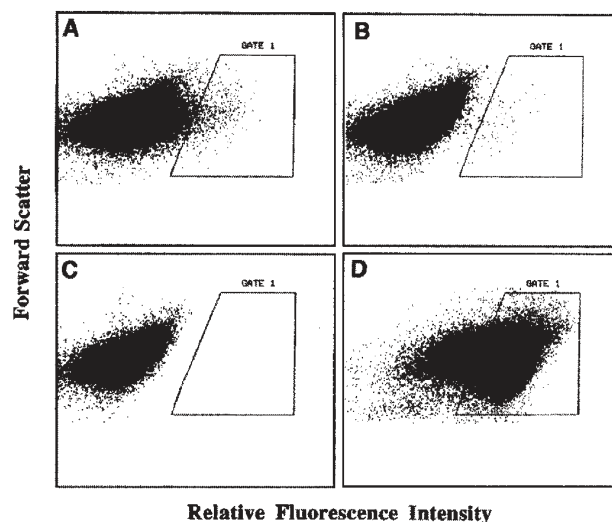 A
GATE 1
B
GATE 1
C
GATE 1
D
GATE 1
Forward Scatter
Relative Fluorescence Intensity